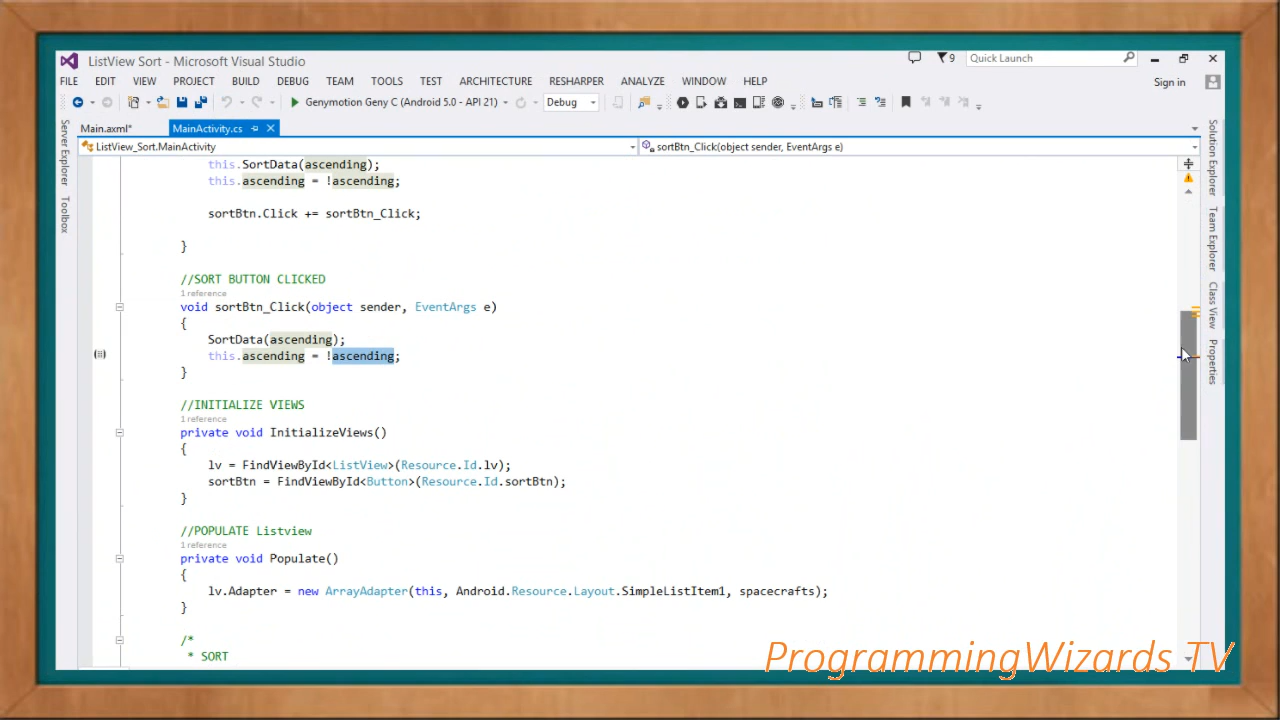 ListView Sort - Microsoft Visual Studio
9
Quick Launch
FILE EDIT VIEW PROJECT BUILD DEBUG TEAM TOOLS TEST ARCHITECTURE RESHARPER ANALYZE WINDOW HELP
Sign in
Genymotion Geny C (Android 5.0 - API 21)
Debug
Main.axml*
MainActivity.cs
ListView_Sort.MainActivity
sortBtn_Click(object sender, EventArgs e)
Server Explorer
Toolbox
this.SortData(ascending);
this.ascending = !ascending;
sortBtn.Click += sortBtn_Click;
}
//SORT BUTTON CLICKED
1 reference
void sortBtn_Click(object sender, EventArgs e)
{
SortData(ascending);
this.ascending = !ascending;
}
//INITIALIZE VIEWS
1 reference
private void InitializeViews()
{
lv = FindViewById<ListView>(Resource.Id.lv);
sortBtn = FindViewById<Button>(Resource.Id.sortBtn);
}
//POPULATE Listview
1 reference
private void Populate()
{
lv.Adapter = new ArrayAdapter(this, Android.Resource.Layout.SimpleListItem1, spacecrafts);
}
/*
* SORT
Solution Explorer
Team Explorer
Class View
Properties
ProgrammingWizards TV